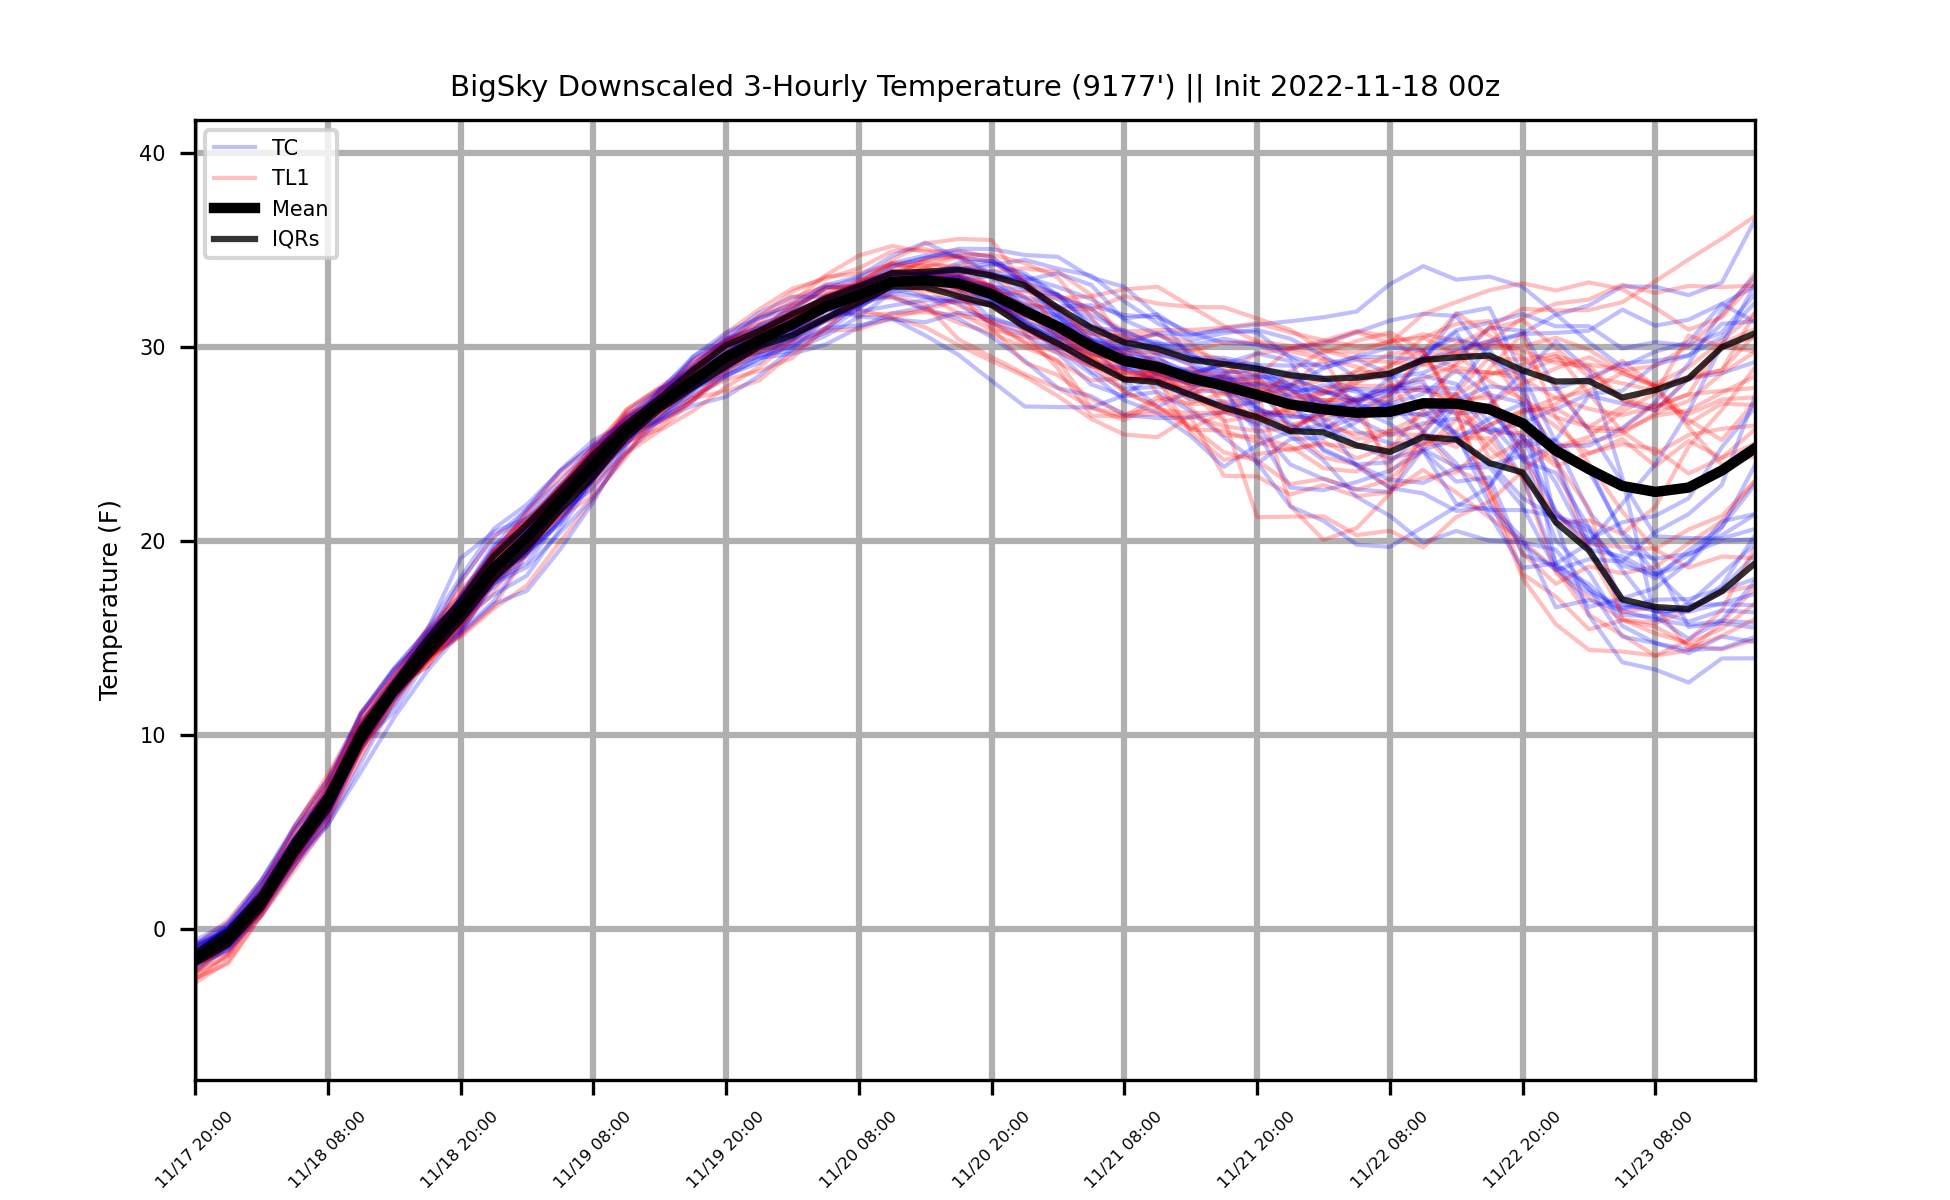 BigSky Downscaled 3-Hourly Temperature (9177') || Init 2022-11-18 00z
TC
TL1
Mean
IQRs
Temperature (F)
40
30
20
10
0
11/17 20:00
11/18 08:00
11/18 20:00
11/19 08:00
11/19 20:00
11/20 08:00
11/20 20:00
11/21 08:00
11/21 20:00
11/22 08:00
11/22 20:00
11/23 08:00